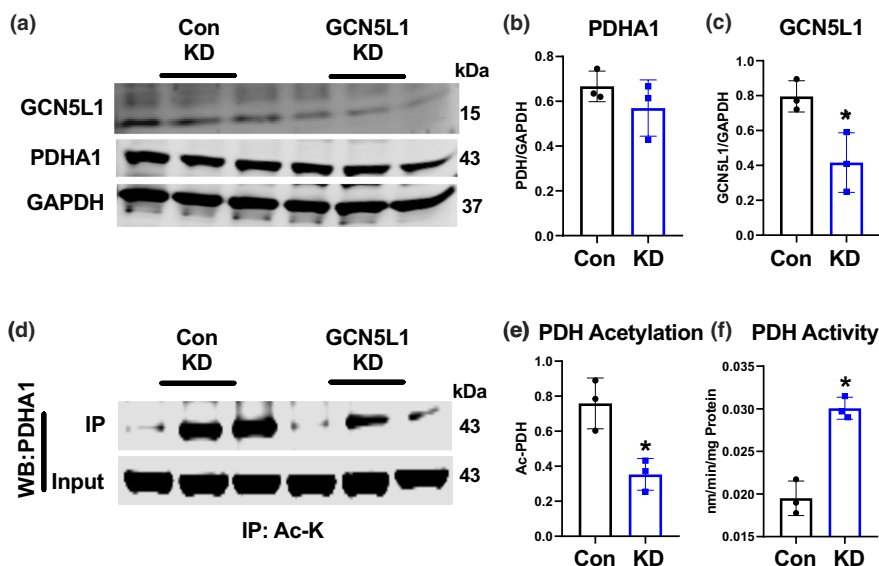 (a)
Con
KD
GCN5L1
KD
kDa
GCN5L1
15
PDHA1
43
GAPDH
37
(b)
PDHA1
PDH/GAPDH
0.8
0.6
0.4
0.2
0.0
Con KD
(c)
GCN5L1
GCN5L1/GAPDH
1.0
0.8
0.6
0.4
0.2
0.0
*
Con KD
(d)
Con
KD
GCN5L1
KD
kDa
WB:PDHA1
IP
43
Input
43
IP: Ac-K
(e) PDH Acetylation
Ac-PDH
0.8
0.6
0.4
0.2
0.0
*
Con KD
(f) PDH Activity
nm/min/mg Protein
0.035
0.030
0.025
0.020
0.015
*
Con KD